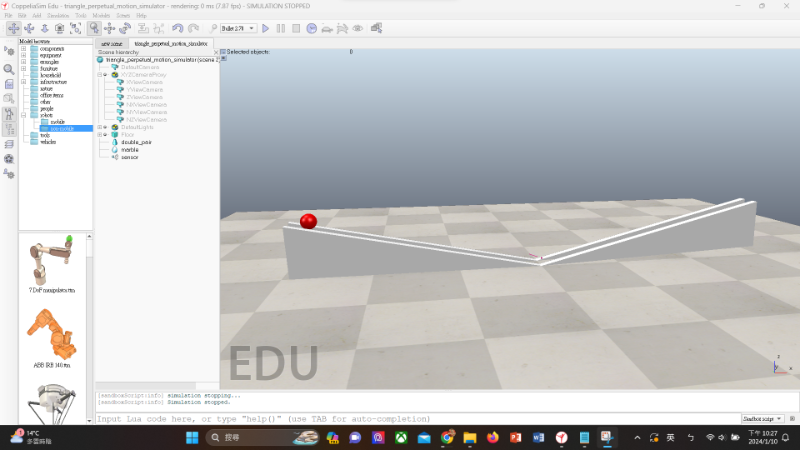 CoppeliaSim Edu - triangle_perpetual_motion_simulator - rendering: 0 ms (7.87 fps) - SIMULATION STOPPED
File Edit Add Simulation Tools Modules Scenes Help
Bullet 2.78
Model browser
components
equipment
examples
furniture
household
infrastructure
nature
office items
other
people
robots
mobile
non-mobile
tools
vehicles
7 DoF manipulator.ttm
ABB IRB 140.ttm
new scene triangle_perpetual_motion_simulator
Scene hierarchy
triangle_perpetual_motion_simulator (scene 2)
DefaultCamera
XYZCameraProxy
XViewCamera
YViewCamera
ZViewCamera
NXViewCamera
NYViewCamera
NZViewCamera
DefaultLights
Floor
double_pair
marble
sensor
Selected objects: 0
EDU
z
x
[sandboxScript:info] simulation stopping...
[sandboxScript:info] Simulation stopped.
Input Lua code here, or type "help()" (use TAB for auto-completion)
Sandbox script
14°C
多雲時陰
搜尋
英
ㄅ
下午 10:27
2024/1/10